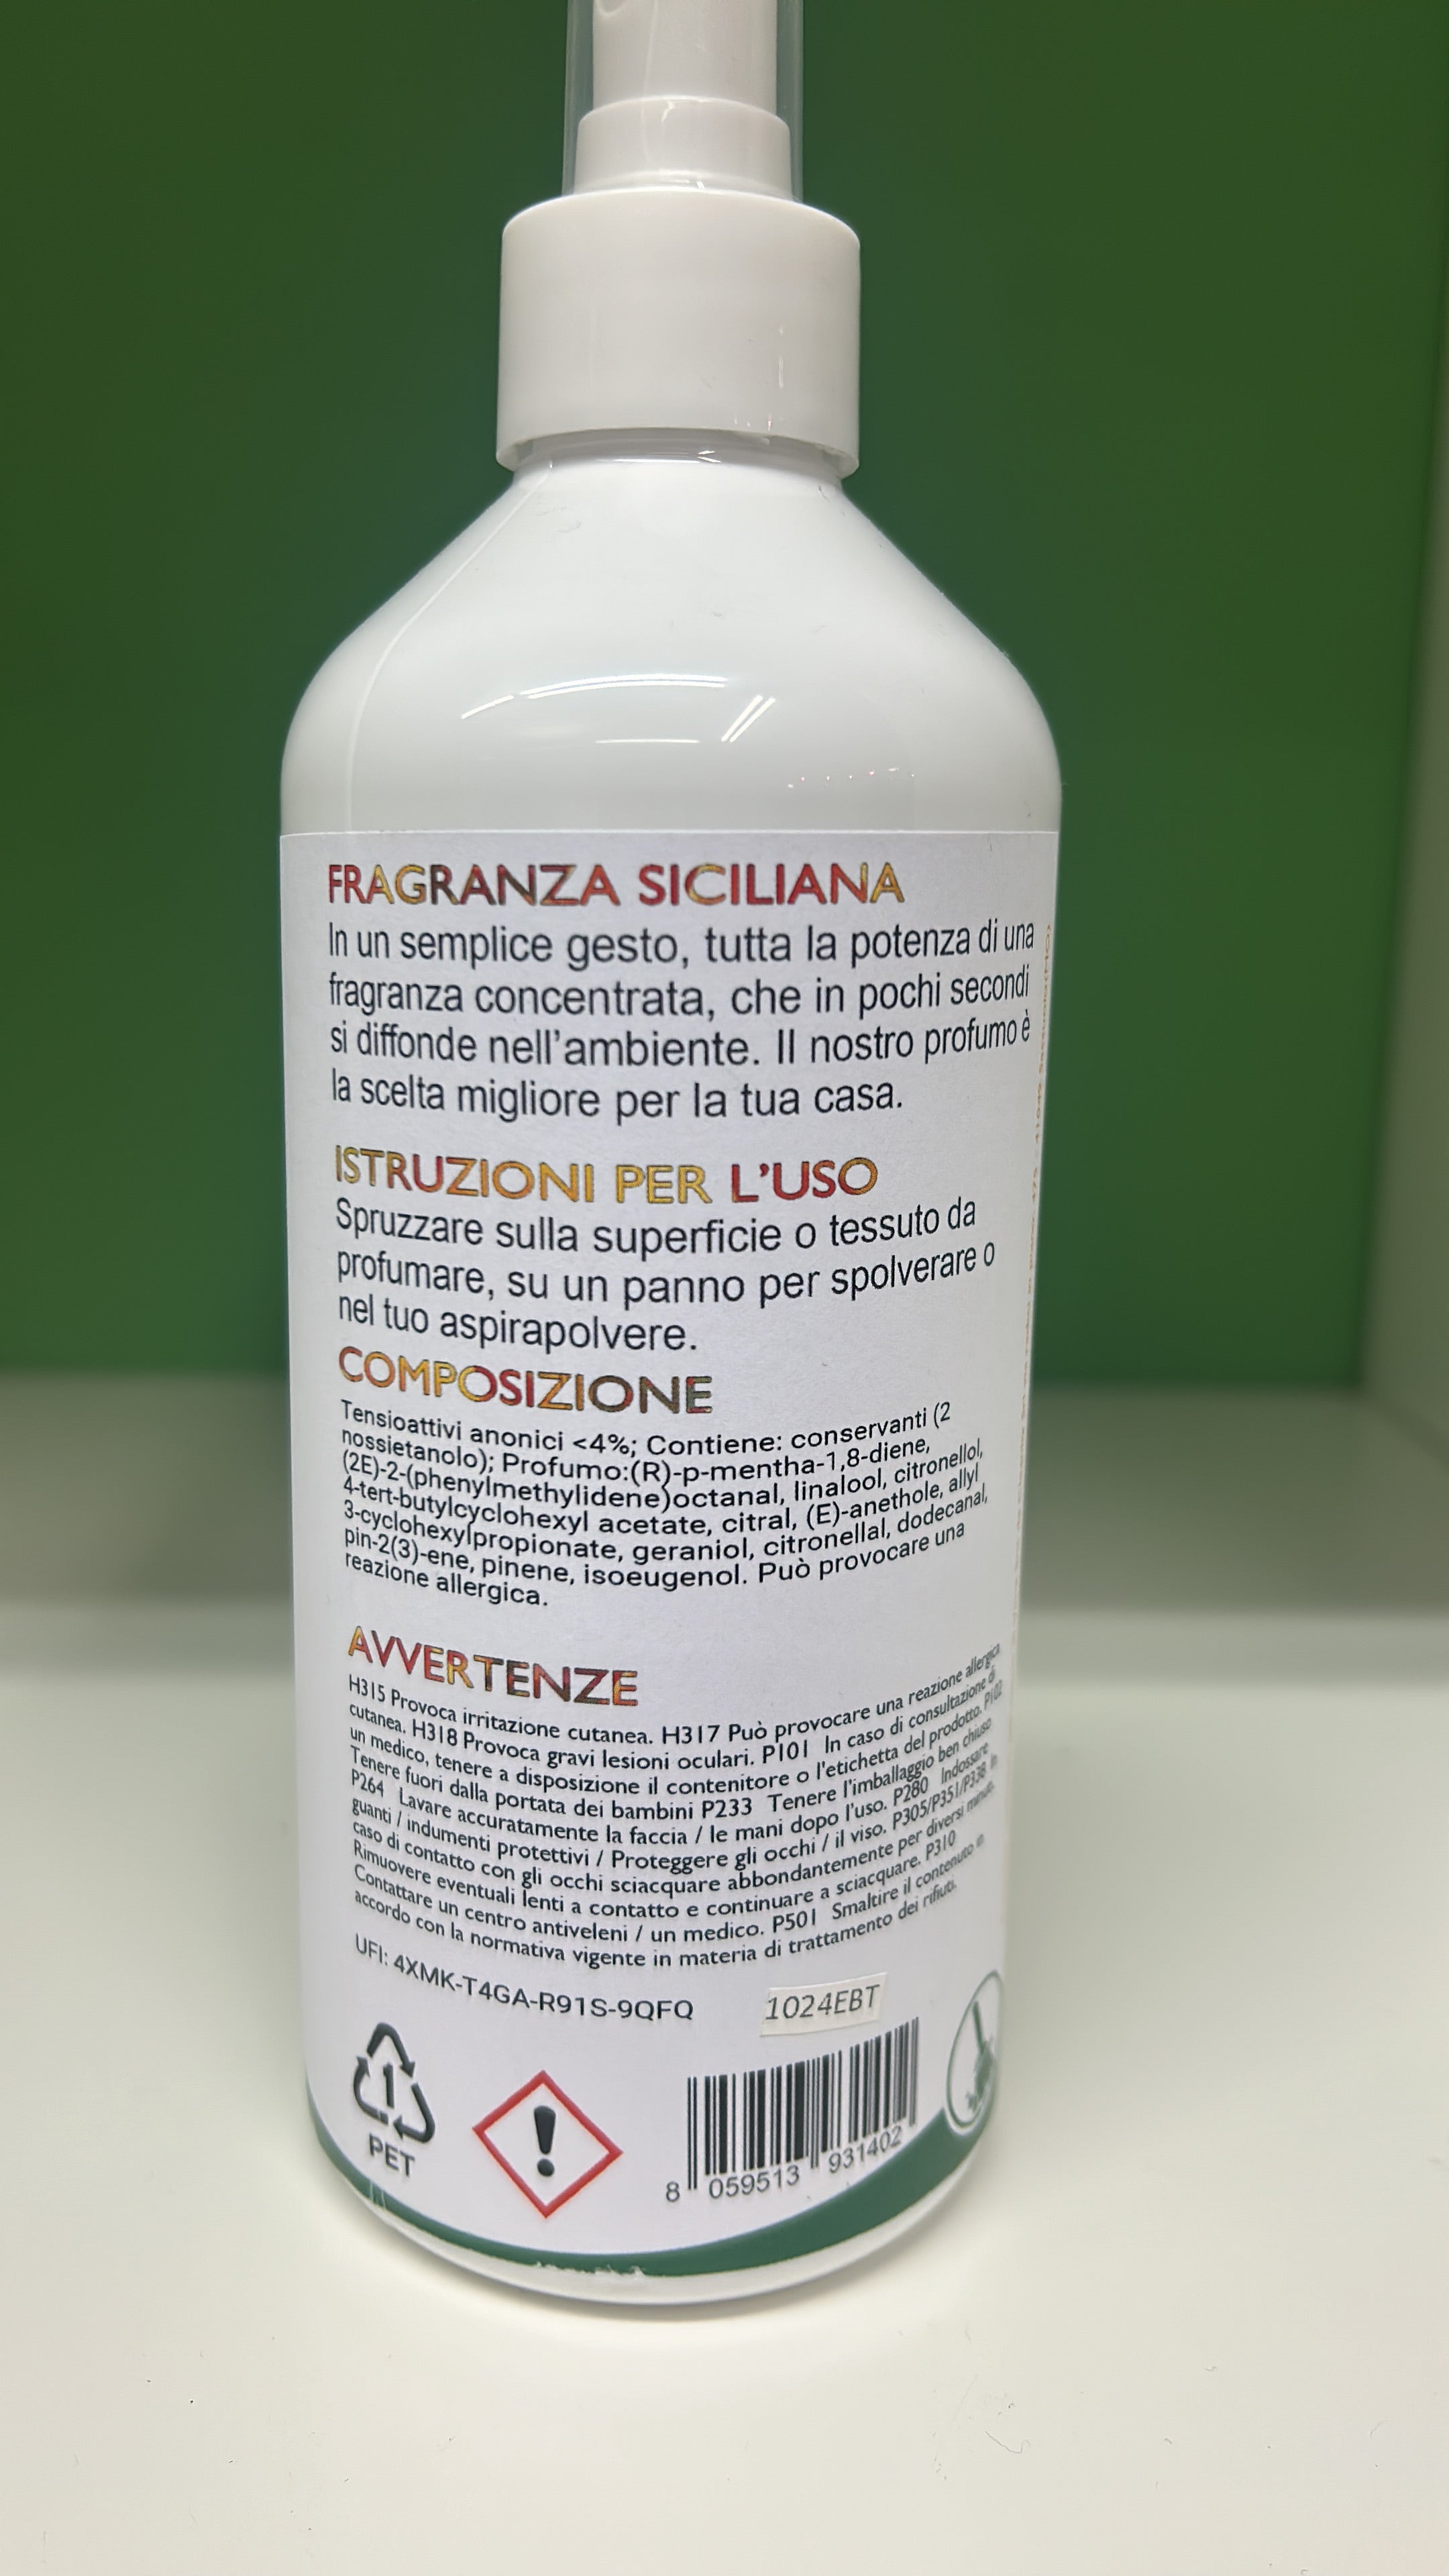 FRAGRANZA SICILIANA
In un semplice gesto, tutta la potenza di una
fragranza concentrata, che in pochi secondi
si diffonde nell'ambiente. Il nostro profumo è
la scelta migliore per la tua casa.
ISTRUZIONI PER L'USO
Spruzzare sulla superficie o tessuto da
profumare, su un panno per spolverare o
nel tuo aspirapolvere.
COMPOSIZIONE
Tensioattivi anonici <4%; Contiene: conservanti (2
nossietanolo); Profumo:(R)-p-mentha-1,8-diene,
(2E)-2-(phenylmethylidene)octanal, linalool, citronellol,
4-tert-butylcyclohexyl acetate, citral, (E)-anethole, allyl
3-cyclohexylpropionate, geraniol, citronellal, dodecanal,
pin-2(3)-ene, pinene, isoeugenol. Può provocare una
reazione allergica.
AVVERTENZE
H315 Provoca irritazione cutanea. H317 Può provocare una reazione allergica
cutanea. H318 Provoca gravi lesioni oculari. P101 In caso di consultazione di
un medico, tenere a disposizione il contenitore o l'etichetta del prodotto. P102
Tenere fuori dalla portata dei bambini P233 Tenere l'imballaggio ben chiuso
P264 Lavare accuratamente la faccia / le mani dopo l'uso. P280 Indossare
guanti / indumenti protettivi / Proteggere gli occhi / il viso. P305/P351/P338 In
caso di contatto con gli occhi sciacquare abbondantemente per diversi minuti.
Rimuovere eventuali lenti a contatto e continuare a sciacquare. P310
Contattare un centro antiveleni / un medico. P501 Smaltire il contenuto in
accordo con la normativa vigente in materia di trattamento dei rifiuti.
UFI: 4XMK-T4GA-R91S-9QFQ
1024EBT
1
PET
8 059513 931402